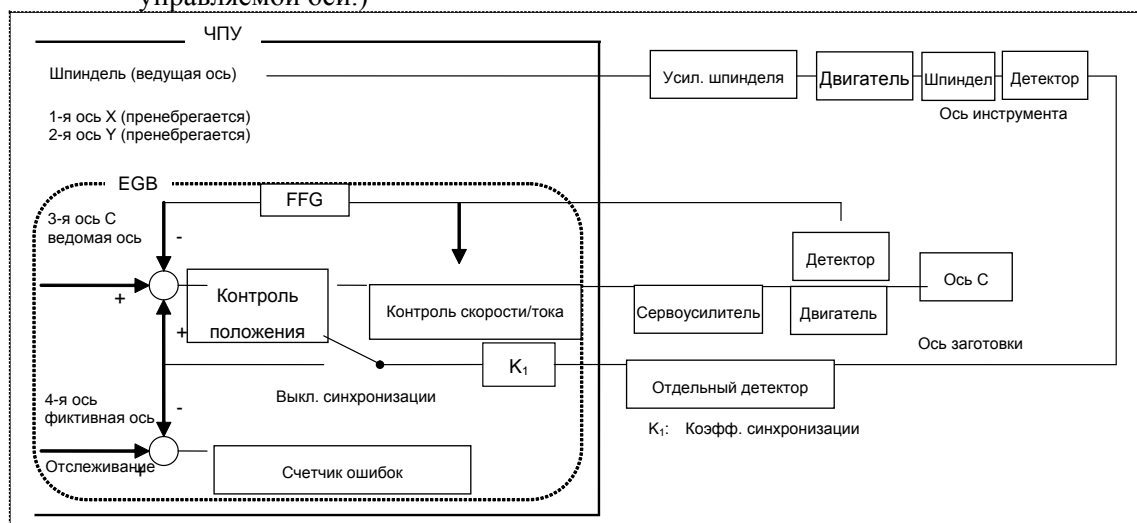 управляемой оси.)
ЧПУ
Шпиндель (ведущая ось)
Усил. шпинделя
Двигатель
Шпиндел
Детектор
Ось инструмента
1-я ось X (пренебрегается)
2-я ось Y (пренебрегается)
EGB
FFG
3-я ось C
ведомая ось
-
+
Контроль
положения
+
Контроль скорости/тока
Сервоусилитель
Детектор
Двигатель
Ось C
Ось заготовки
K1
Отдельный детектор
Выкл. синхронизации
K1: Коэфф. синхронизации
4-я ось
фиктивная ось
-
Отслеживание
+
Счетчик ошибок